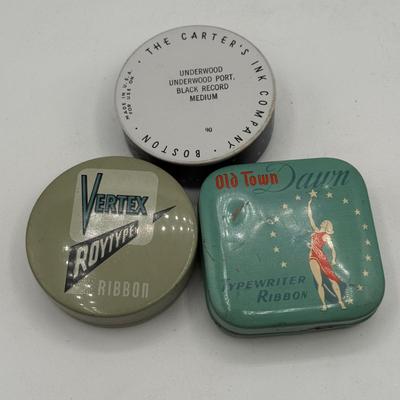 THE CARTER'S INK COMPANY · BOSTON ·
MADE IN U.S.A.
FOR USE ON
UNDERWOOD
UNDERWOOD PORT.
BLACK RECORD
MEDIUM
90
VERTEX
ROYTYPE
RIBBON
Old Town Dawn
TYPEWRITER
RIBBON